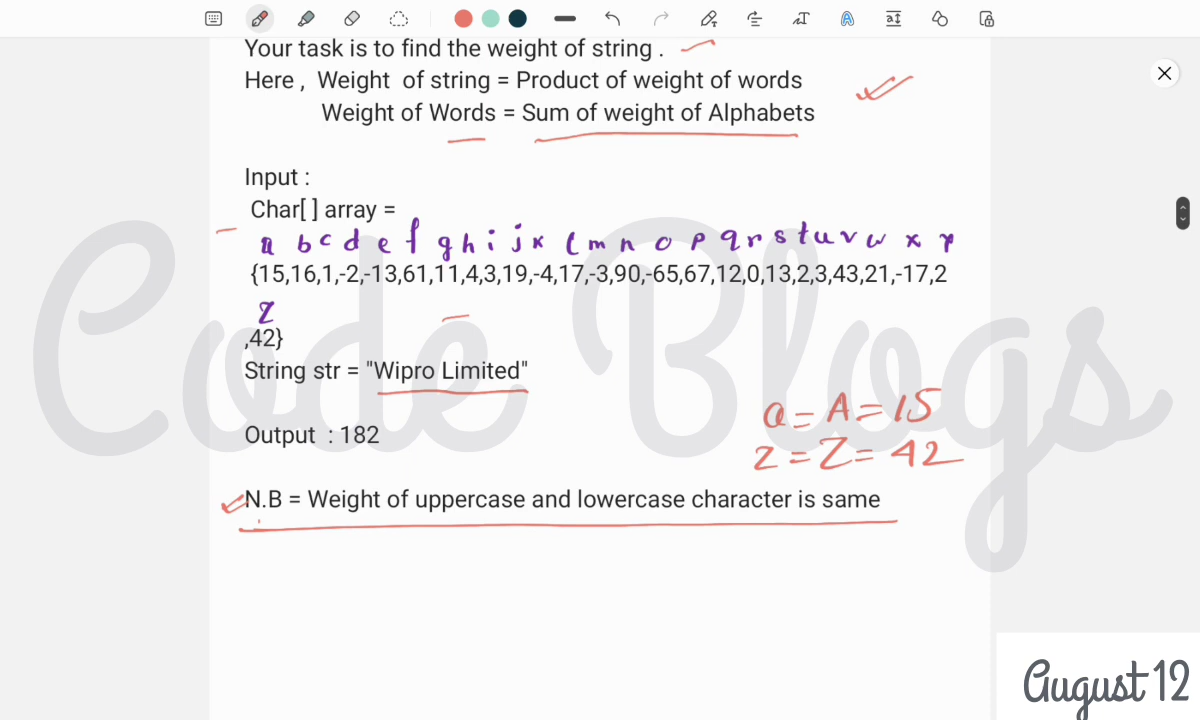 Your task is to find the weight of string .
Here , Weight of string = Product of weight of words
Weight of Words = Sum of weight of Alphabets
Input :
Char[ ] array =
a b c d e f g h i j k l m n o p q r s t u v w x y
{15,16,1,-2,-13,61,11,4,3,19,-4,17,-3,90,-65,67,12,0,13,2,3,43,21,-17,2
z
,42}
String str = "Wipro Limited"
a = A = 15
Output : 182
z = Z = 42
N.B = Weight of uppercase and lowercase character is same
Code Blogs
August 12